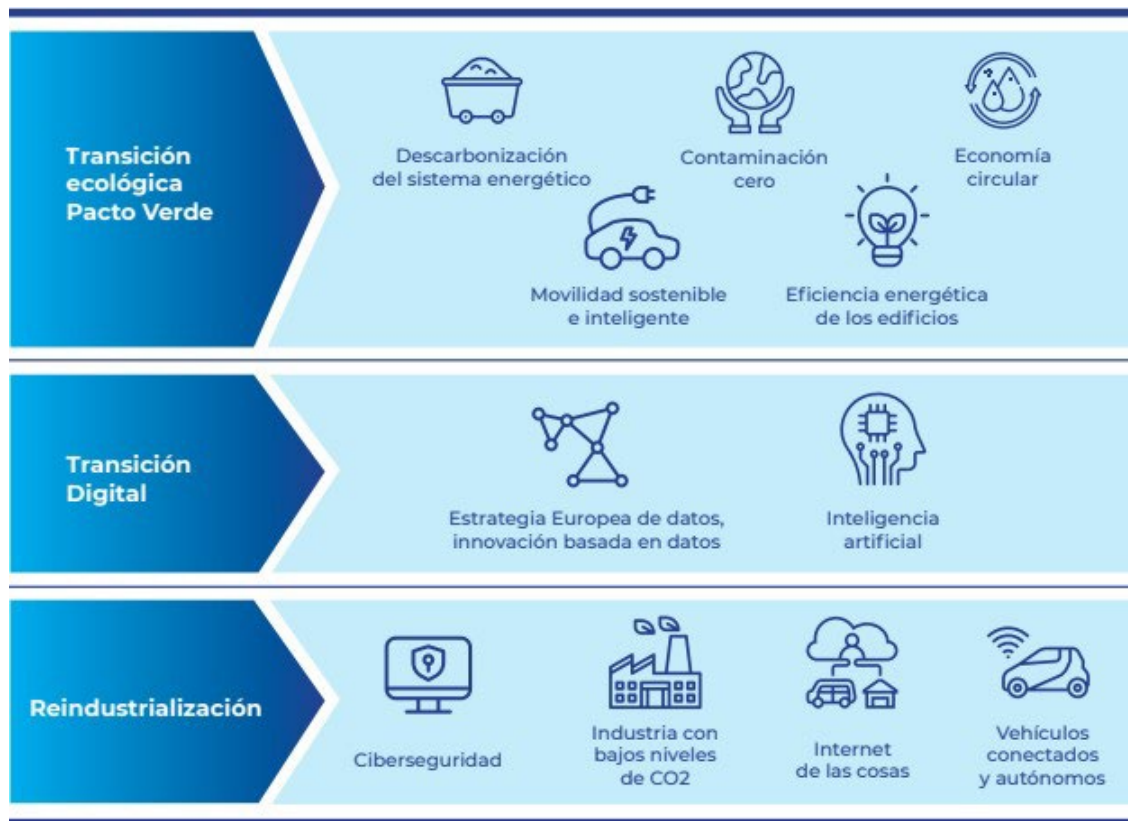 Transición
ecológica
Pacto Verde
Descarbonización
del sistema energético
Contaminación
cero
Economía
circular
Movilidad sostenible
e inteligente
Eficiencia energética
de los edificios
Transición
Digital
Estrategia Europea de datos,
innovación basada en datos
Inteligencia
artificial
Reindustrialización
Ciberseguridad
Industria con
bajos niveles
de CO2
Internet
de las cosas
Vehículos
conectados
y autónomos